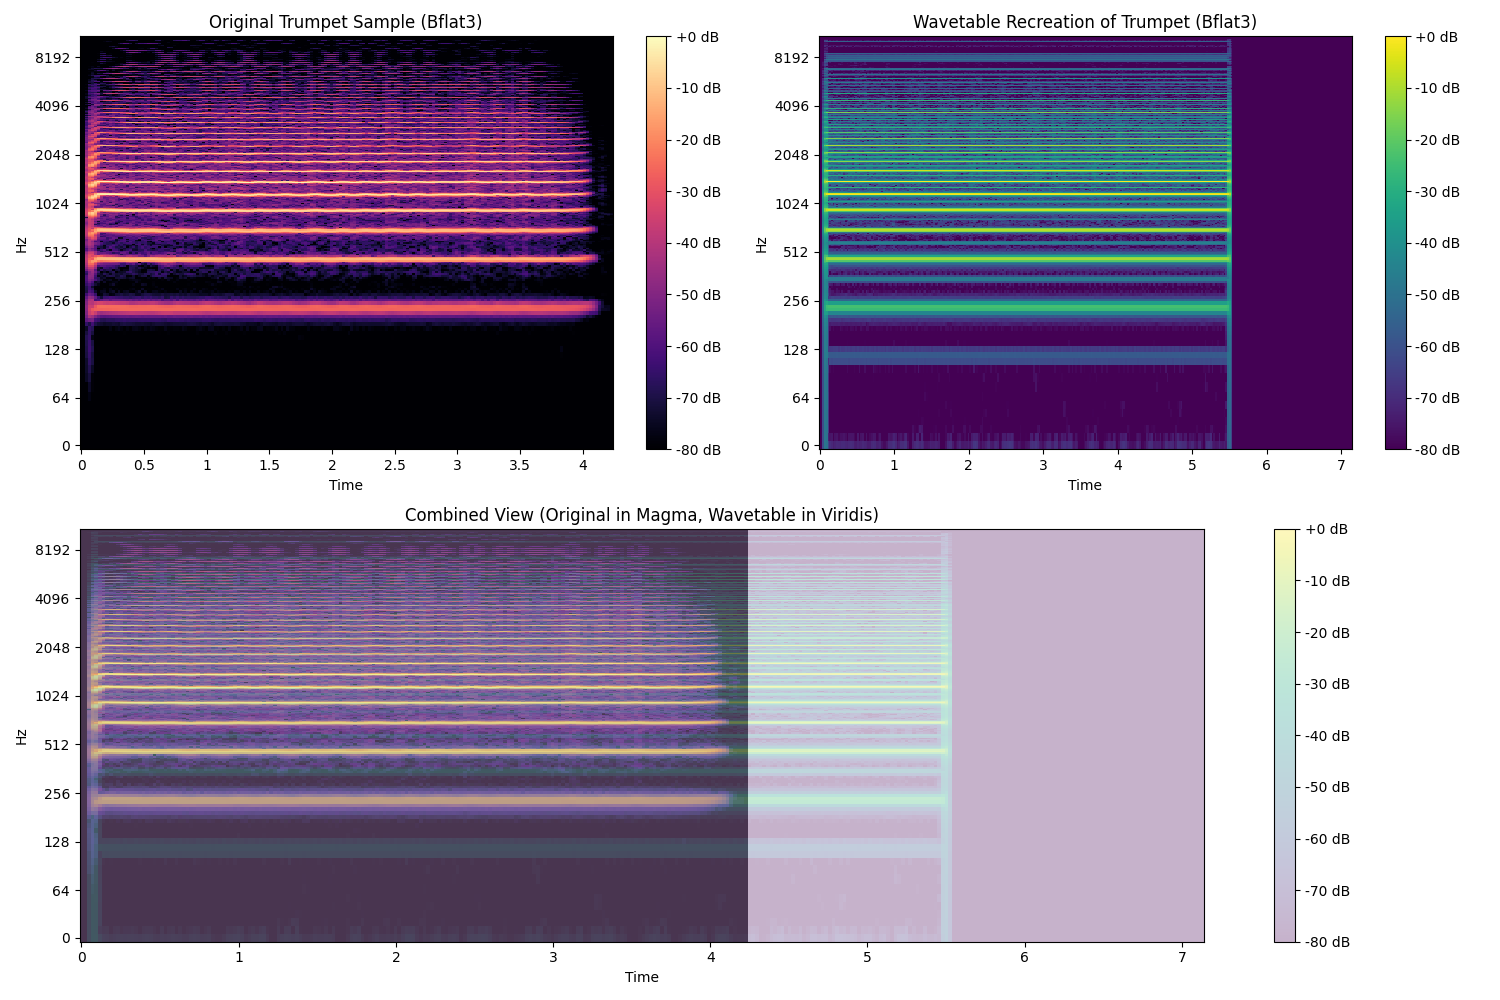 Original Trumpet Sample (Bflat3)
8192
4096
2048
1024
512
256
128
64
0
Hz
0 0.5 1 1.5 2 2.5 3 3.5 4
Time
+0 dB
-10 dB
-20 dB
-30 dB
-40 dB
-50 dB
-60 dB
-70 dB
-80 dB
Wavetable Recreation of Trumpet (Bflat3)
8192
4096
2048
1024
512
256
128
64
0
Hz
0 1 2 3 4 5 6 7
Time
+0 dB
-10 dB
-20 dB
-30 dB
-40 dB
-50 dB
-60 dB
-70 dB
-80 dB
Combined View (Original in Magma, Wavetable in Viridis)
8192
4096
2048
1024
512
256
128
64
0
Hz
0 1 2 3 4 5 6 7
Time
+0 dB
-10 dB
-20 dB
-30 dB
-40 dB
-50 dB
-60 dB
-70 dB
-80 dB